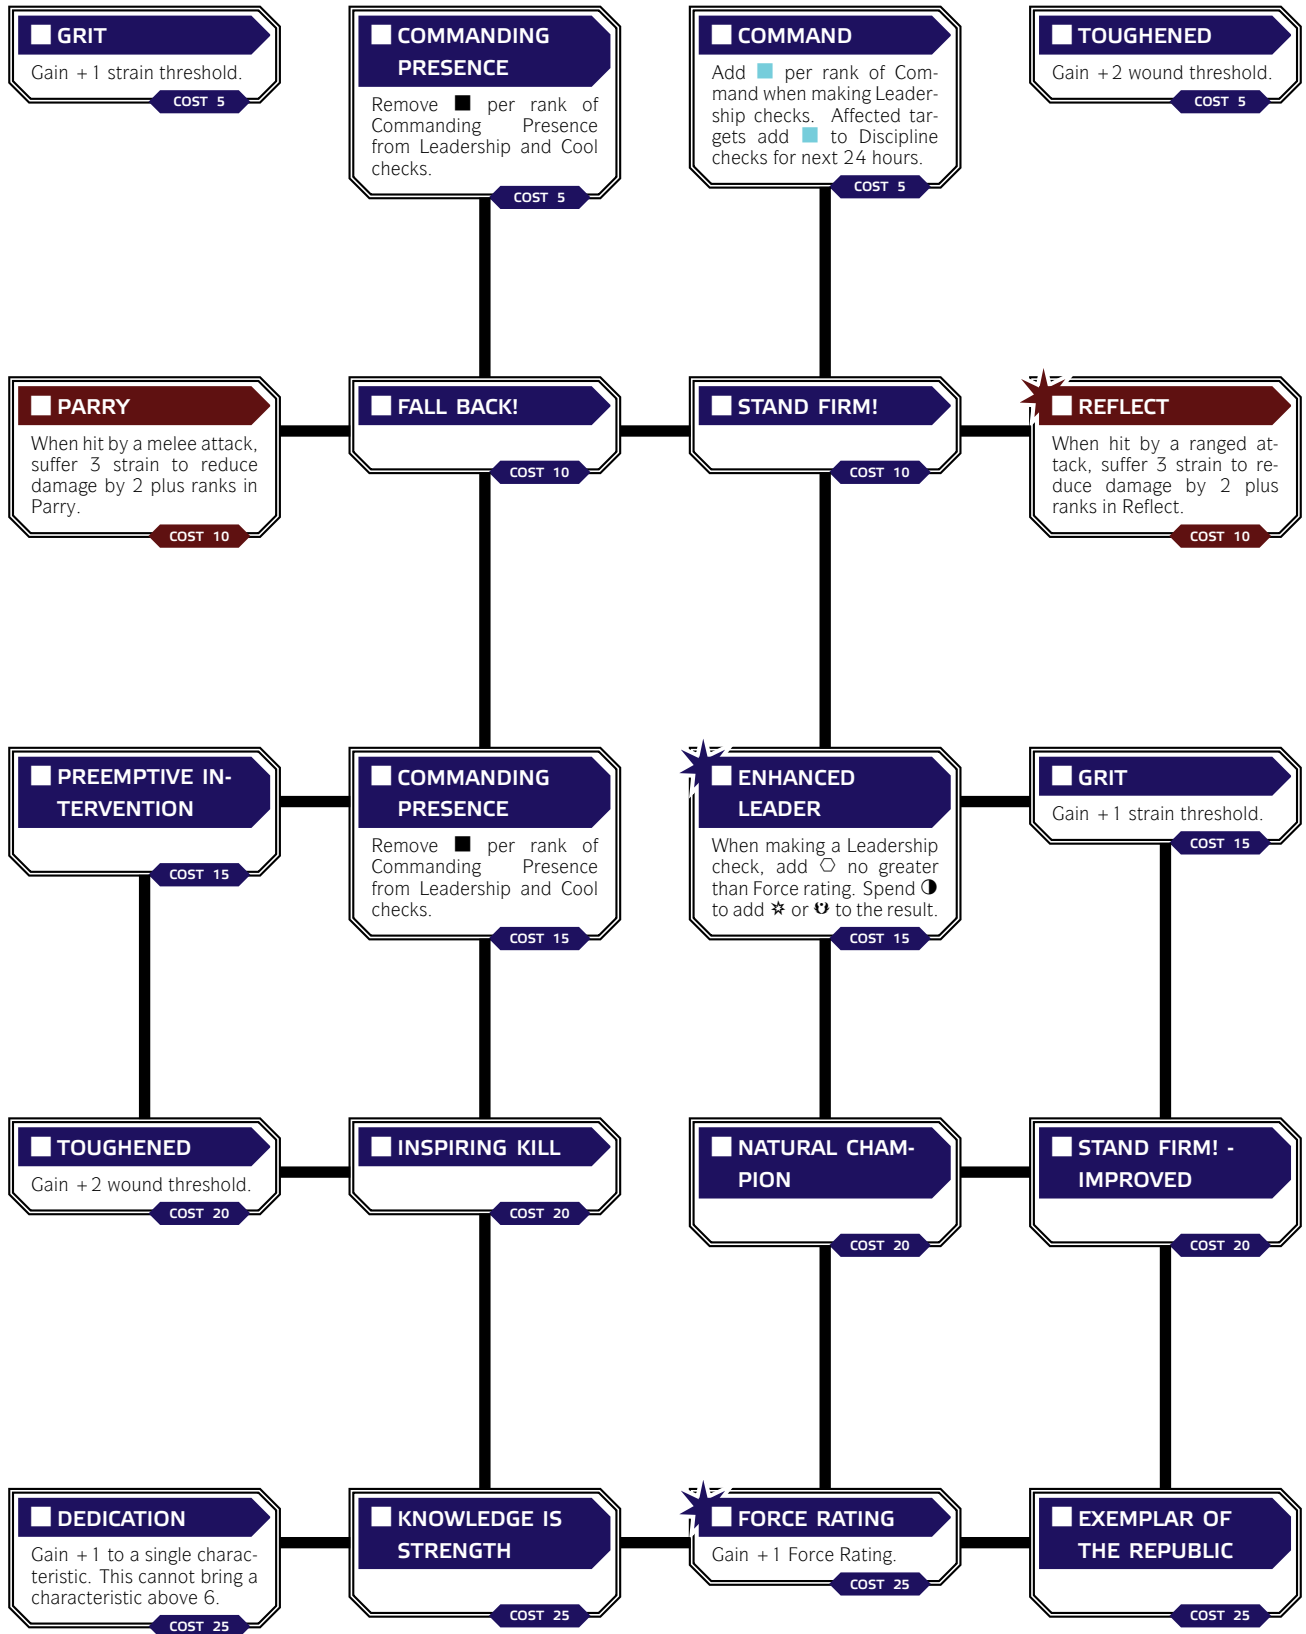 GRIT
Gain +1 strain threshold.
COST 5
COMMANDING
PRESENCE
Remove ■ per rank of
Commanding Presence
from Leadership and Cool
checks.
COST 5
COMMAND
Add ■ per rank of Com-
mand when making Leader-
ship checks. Affected tar-
gets add ■ to Discipline
checks for next 24 hours.
COST 5
TOUGHENED
Gain +2 wound threshold.
COST 5
PARRY
When hit by a melee attack,
suffer 3 strain to reduce
damage by 2 plus ranks in
Parry.
COST 10
FALL BACK!
COST 10
STAND FIRM!
COST 10
REFLECT
When hit by a ranged at-
tack, suffer 3 strain to re-
duce damage by 2 plus
ranks in Reflect.
COST 10
PREEMPTIVE IN-
TERVENTION
COST 15
COMMANDING
PRESENCE
Remove ■ per rank of
Commanding Presence
from Leadership and Cool
checks.
COST 15
ENHANCED
LEADER
When making a Leadership
check, add no greater
than Force rating. Spend
to add or to the result.
COST 15
GRIT
Gain +1 strain threshold.
COST 15
TOUGHENED
Gain +2 wound threshold.
COST 20
INSPIRING KILL
COST 20
NATURAL CHAM-
PION
COST 20
STAND FIRM! -
IMPROVED
COST 20
DEDICATION
Gain +1 to a single charac-
teristic. This cannot bring a
characteristic above 6.
COST 25
KNOWLEDGE IS
STRENGTH
COST 25
FORCE RATING
Gain +1 Force Rating.
COST 25
EXEMPLAR OF
THE REPUBLIC
COST 25